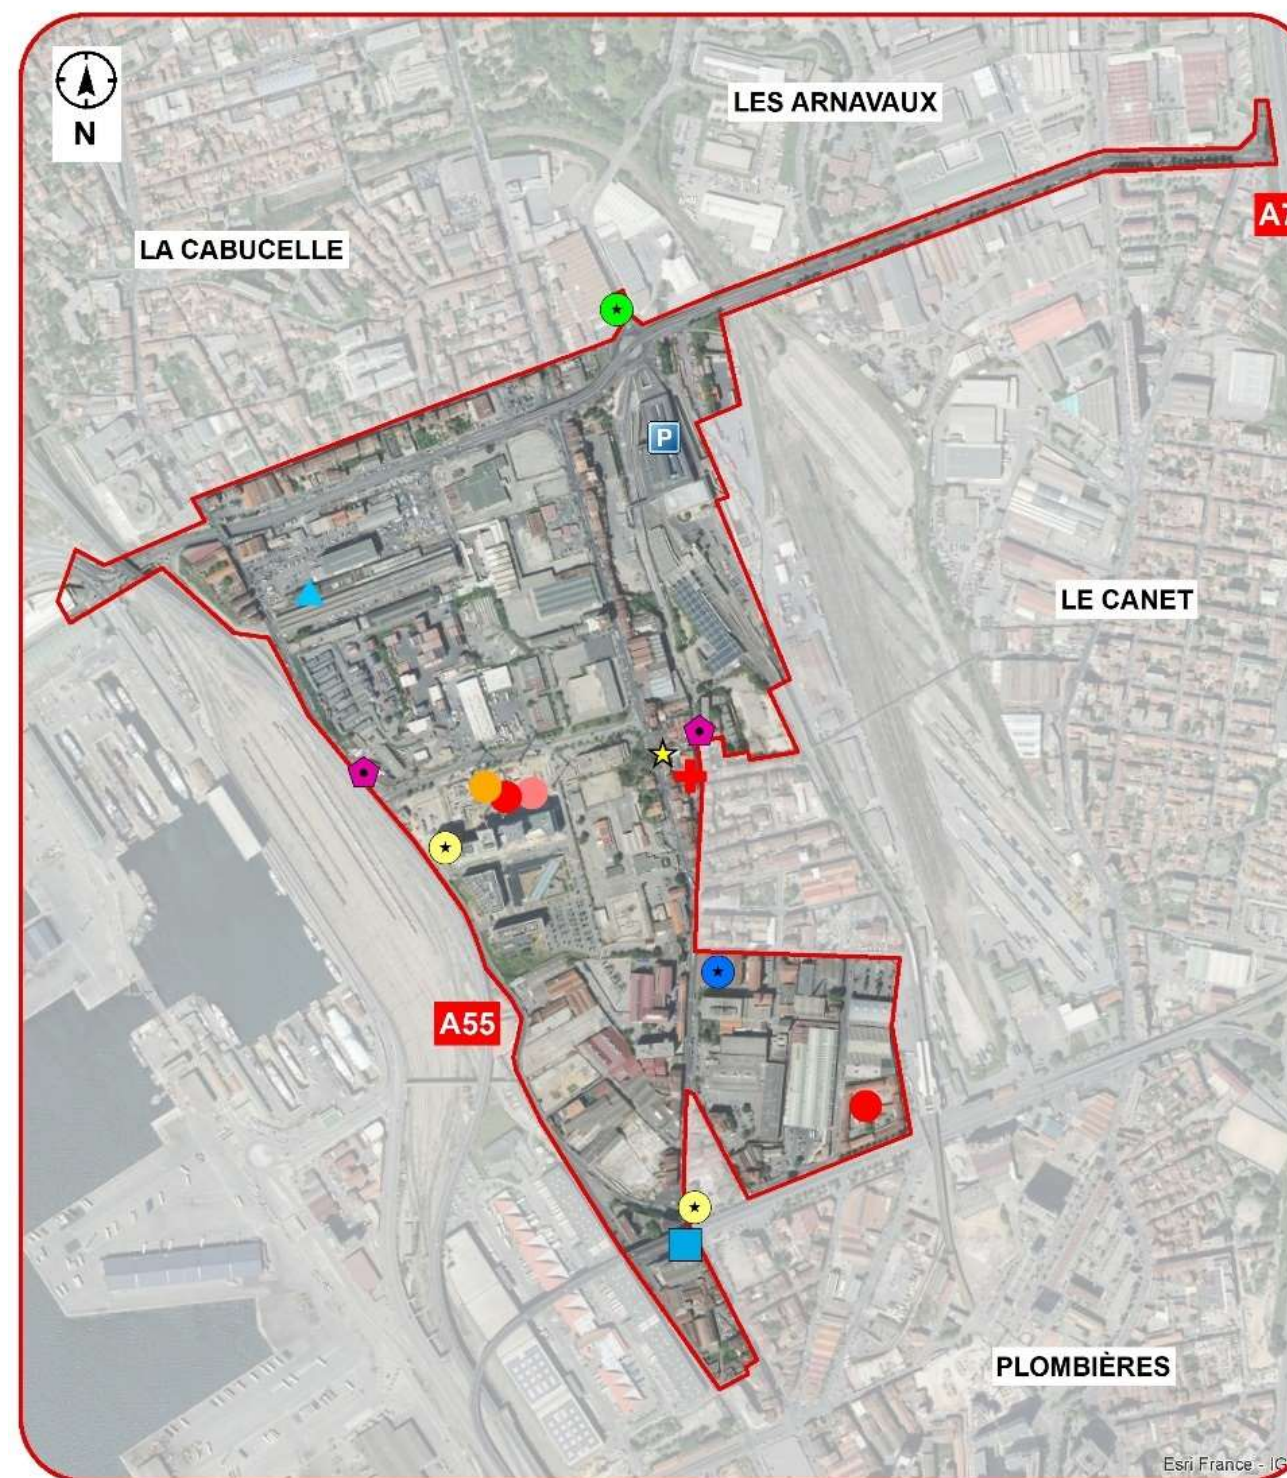 N
LES ARNAVAUX
LA CABUCELLE
A7
P
LE CANET
A55
PLOMBIÈRES
Esri France - IG